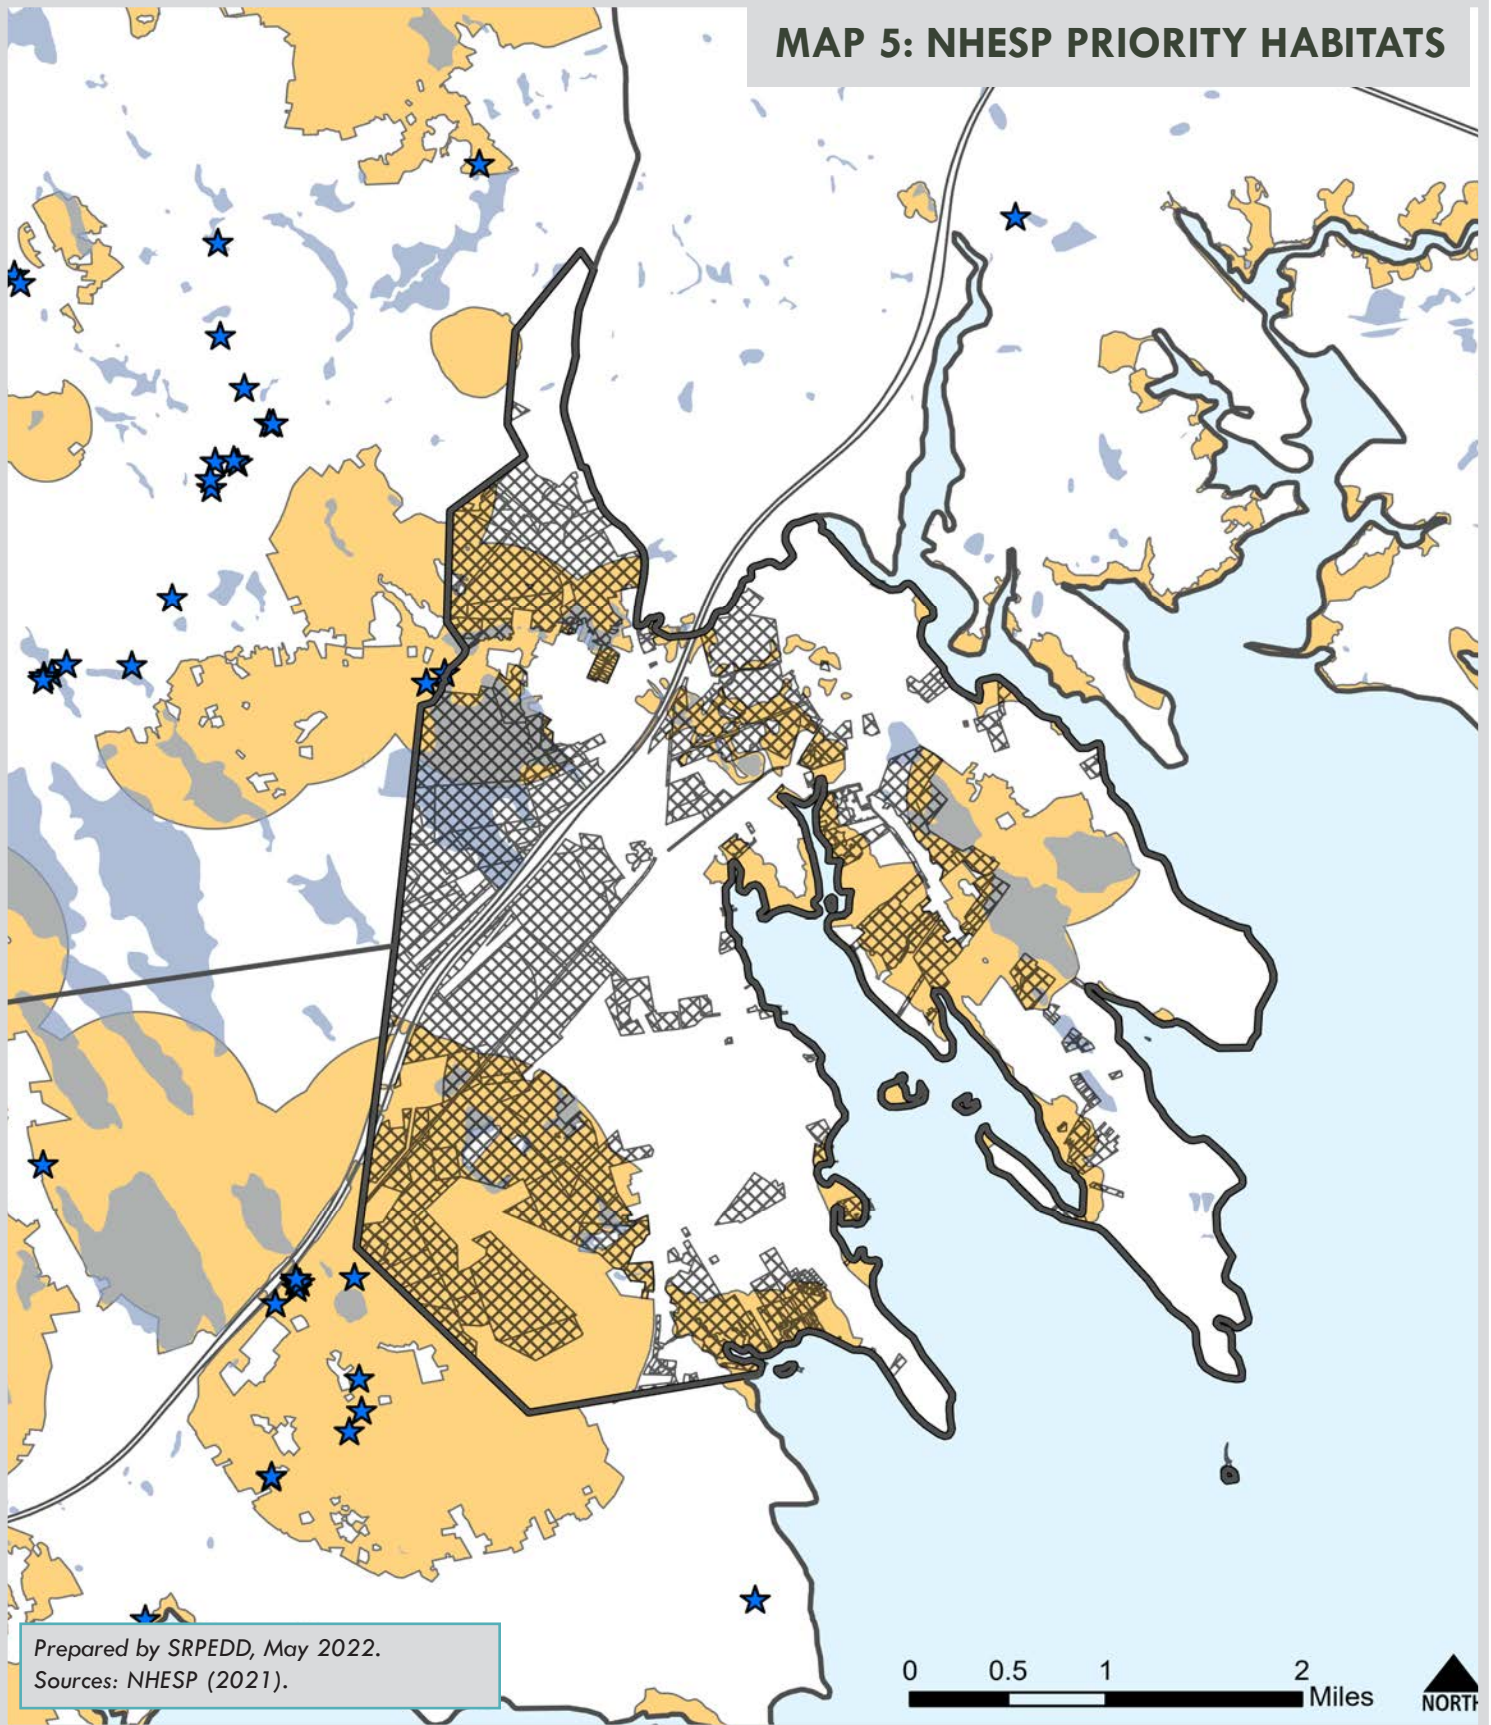 MAP 5: NHESP PRIORITY HABITATS
Prepared by SRPEDD, May 2022.
Sources: NHESP (2021).
0 0.5 1 2
Miles
NORTH